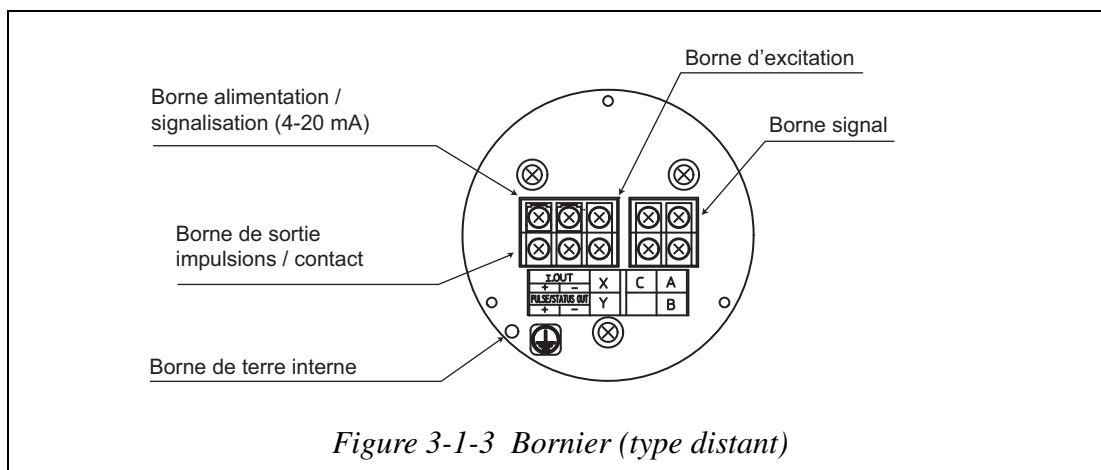 Borne d'excitation
Borne alimentation /
signalisation (4-20 mA)
Borne signal
Borne de sortie
impulsions / contact
I.OUT
+ −
X C A
PULSE/STATUS OUT
+ −
Y B
Borne de terre interne
Figure 3-1-3 Bornier (type distant)